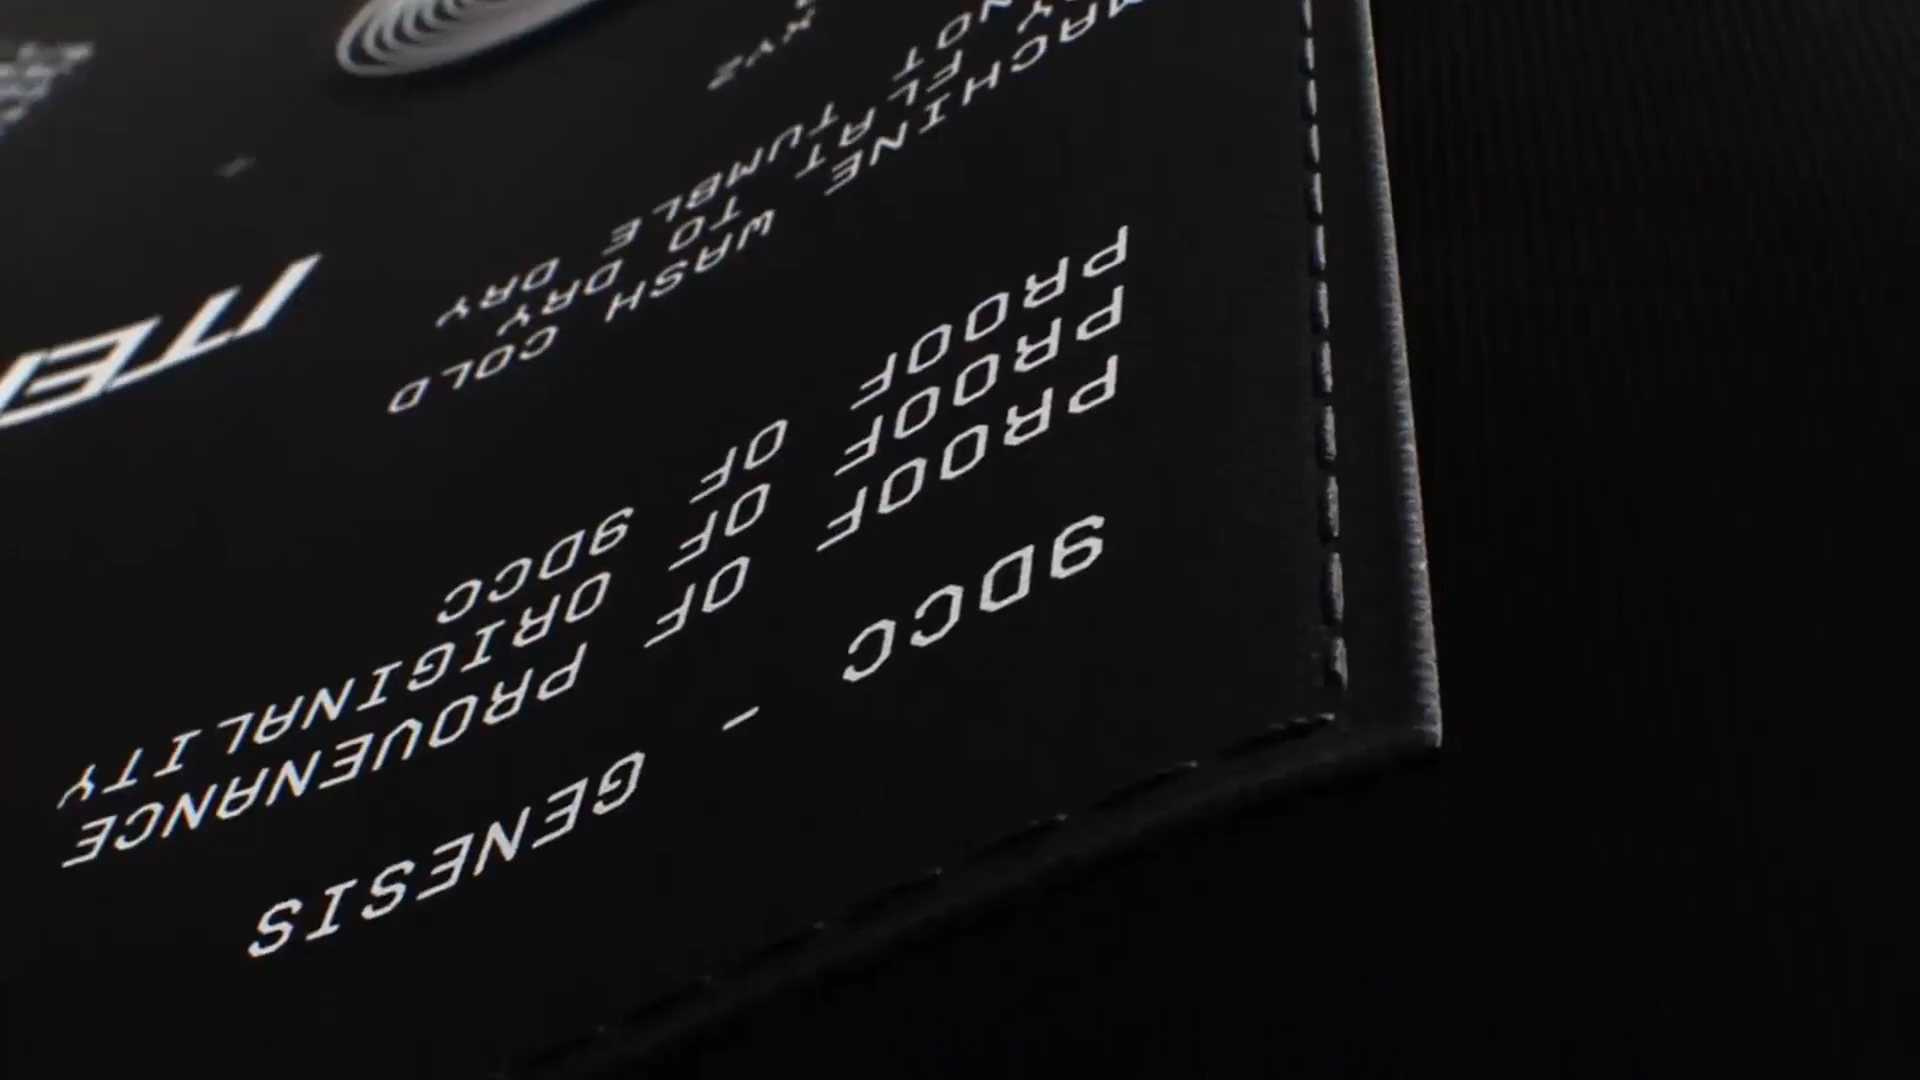 9DCC - GENESIS
PROOF OF PROVENANCE
PROOF OF ORIGINALITY
PROOF OF 9DCC
MACHINE WASH COLD
FLAT TO DRY
NOT TUMBLE DRY